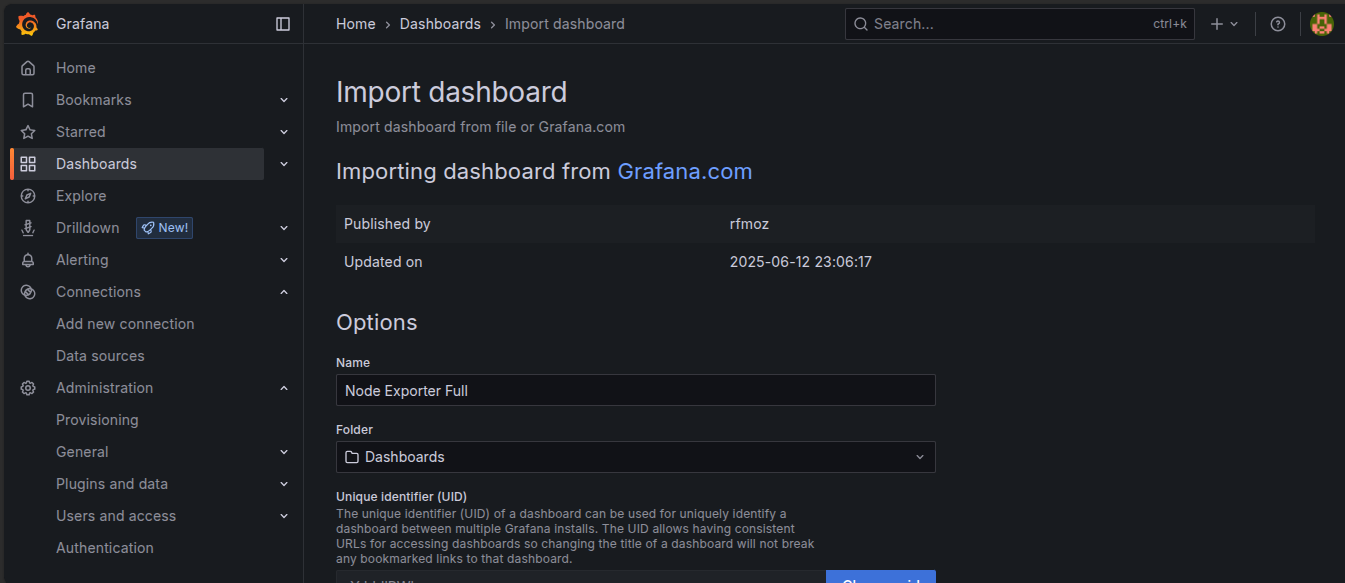 Grafana
Home › Dashboards › Import dashboard
Search...
ctrl+k
Home
Bookmarks
Starred
Dashboards
Explore
Drilldown
New!
Alerting
Connections
Add new connection
Data sources
Administration
Provisioning
General
Plugins and data
Users and access
Authentication
Import dashboard
Import dashboard from file or Grafana.com
Importing dashboard from Grafana.com
Published by rfmoz
Updated on 2025-06-12 23:06:17
Options
Name
Node Exporter Full
Folder
Dashboards
Unique identifier (UID)
The unique identifier (UID) of a dashboard can be used for uniquely identify a
dashboard between multiple Grafana installs. The UID allows having consistent
URLs for accessing dashboards so changing the title of a dashboard will not break
any bookmarked links to that dashboard.